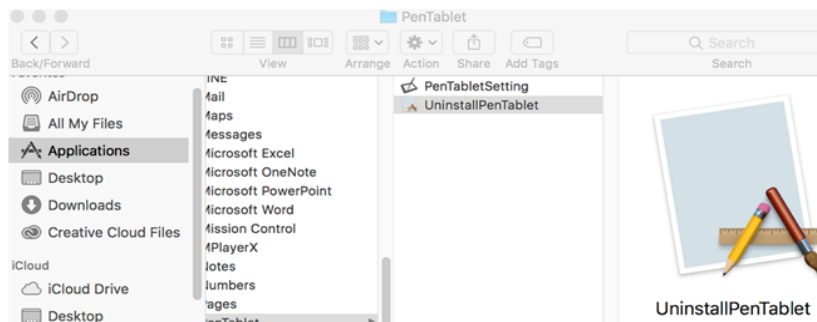 PenTablet
Back/Forward
View
Arrange
Action
Share
Add Tags
Search
Search
AirDrop
All My Files
Applications
Desktop
Downloads
Creative Cloud Files
iCloud
iCloud Drive
Desktop
Mail
Maps
Messages
Microsoft Excel
Microsoft OneNote
Microsoft PowerPoint
Microsoft Word
Mission Control
MPlayerX
Notes
Numbers
Pages
PenTablet
PenTabletSetting
UninstallPenTablet
UninstallPenTablet